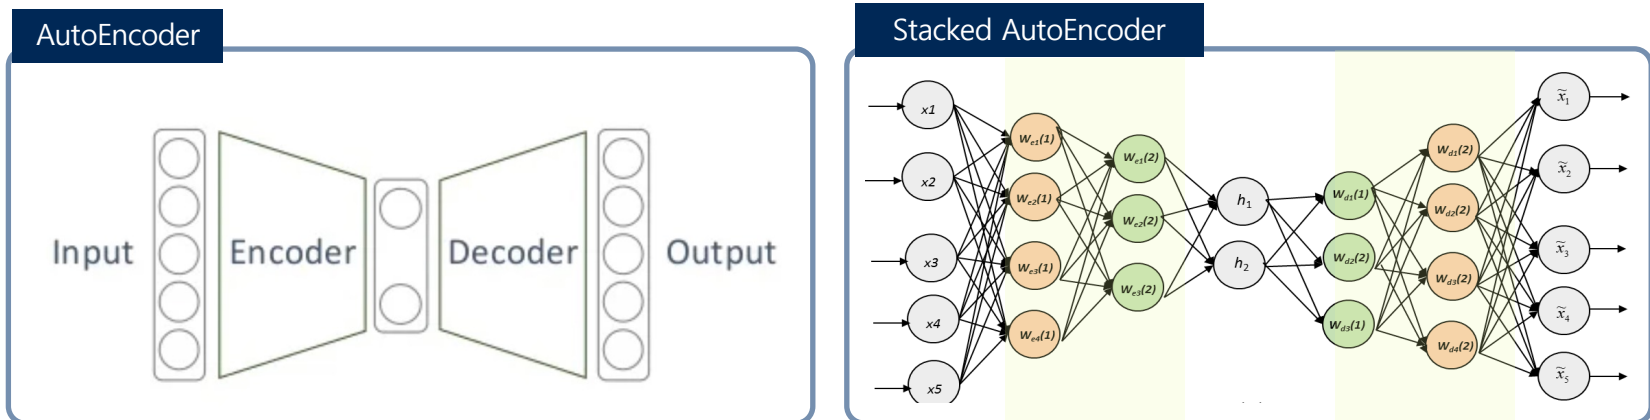 AutoEncoder
Input
Encoder
Decoder
Output
Stacked AutoEncoder
x1
x2
x3
x4
x5
We1(1)
We2(1)
We3(1)
We4(1)
We1(2)
We2(2)
We3(2)
h1
h2
Wd1(1)
Wd2(2)
Wd3(1)
Wd1(2)
Wd2(2)
Wd3(2)
Wd4(2)
x̃1
x̃2
x̃3
x̃4
x̃5